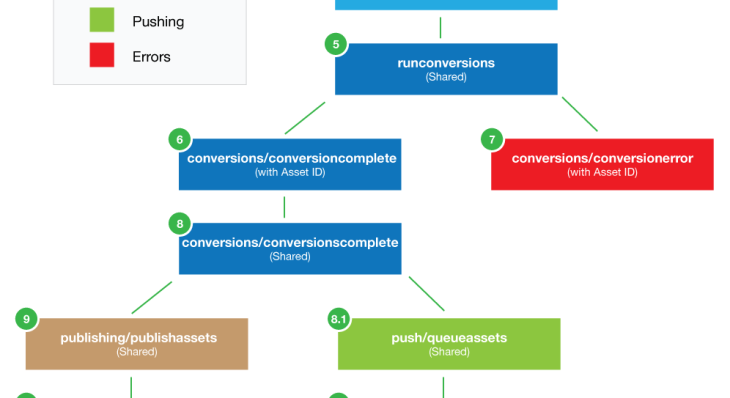 Pushing
Errors
5
runconversions
(Shared)
6
conversions/conversioncomplete
(with Asset ID)
7
conversions/conversionerror
(with Asset ID)
8
conversions/conversionscomplete
(Shared)
9
publishing/publishassets
(Shared)
8.1
push/queueassets
(Shared)